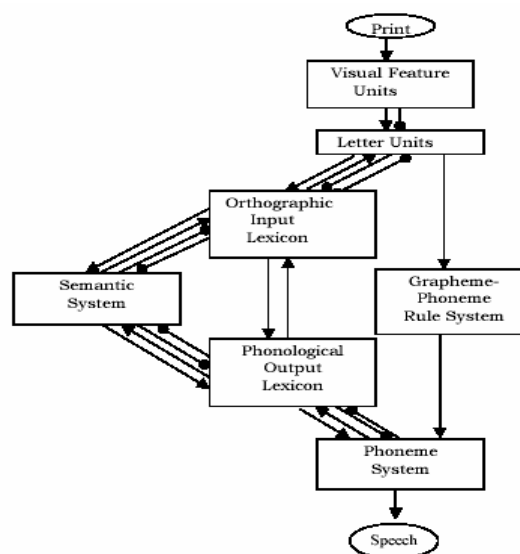 Print
Visual Feature
Units
Letter Units
Orthographic
Input
Lexicon
Semantic
System
Grapheme-
Phoneme
Rule System
Phonological
Output
Lexicon
Phoneme
System
Speech